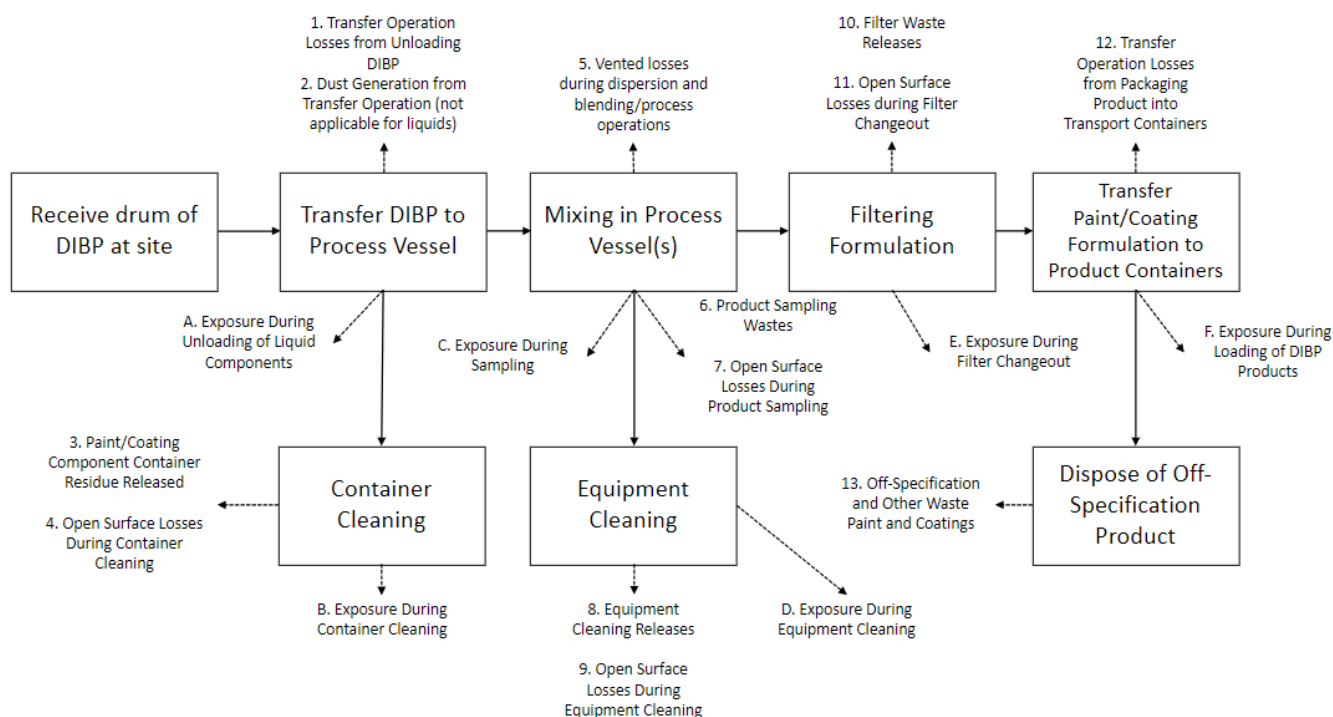 1. Transfer Operation
Losses from Unloading
DIBP
2. Dust Generation from
Transfer Operation (not
applicable for liquids)
5. Vented losses
during dispersion and
blending/process
operations
10. Filter Waste
Releases
11. Open Surface
Losses during Filter
Changeout
12. Transfer
Operation Losses
from Packaging
Product into
Transport Containers
Receive drum of
DIBP at site
Transfer DIBP to
Process Vessel
Mixing in Process
Vessel(s)
Filtering
Formulation
Transfer
Paint/Coating
Formulation to
Product Containers
A. Exposure During
Unloading of Liquid
Components
C. Exposure During
Sampling
6. Product Sampling
Wastes
7. Open Surface
Losses During
Product Sampling
E. Exposure During
Filter Changeout
F. Exposure During
Loading of DIBP
Products
3. Paint/Coating
Component Container
Residue Released
4. Open Surface Losses
During Container
Cleaning
Container
Cleaning
Equipment
Cleaning
13. Off-Specification
and Other Waste
Paint and Coatings
Dispose of Off-
Specification
Product
B. Exposure During
Container Cleaning
8. Equipment
Cleaning Releases
9. Open Surface
Losses During
Equipment Cleaning
D. Exposure During
Equipment Cleaning